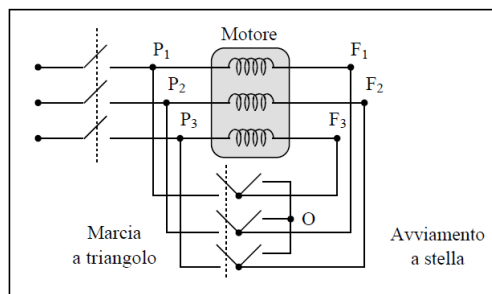 Motore
P1
F1
P2
F2
P3
F3
O
Marcia
a triangolo
Avviamento
a stella